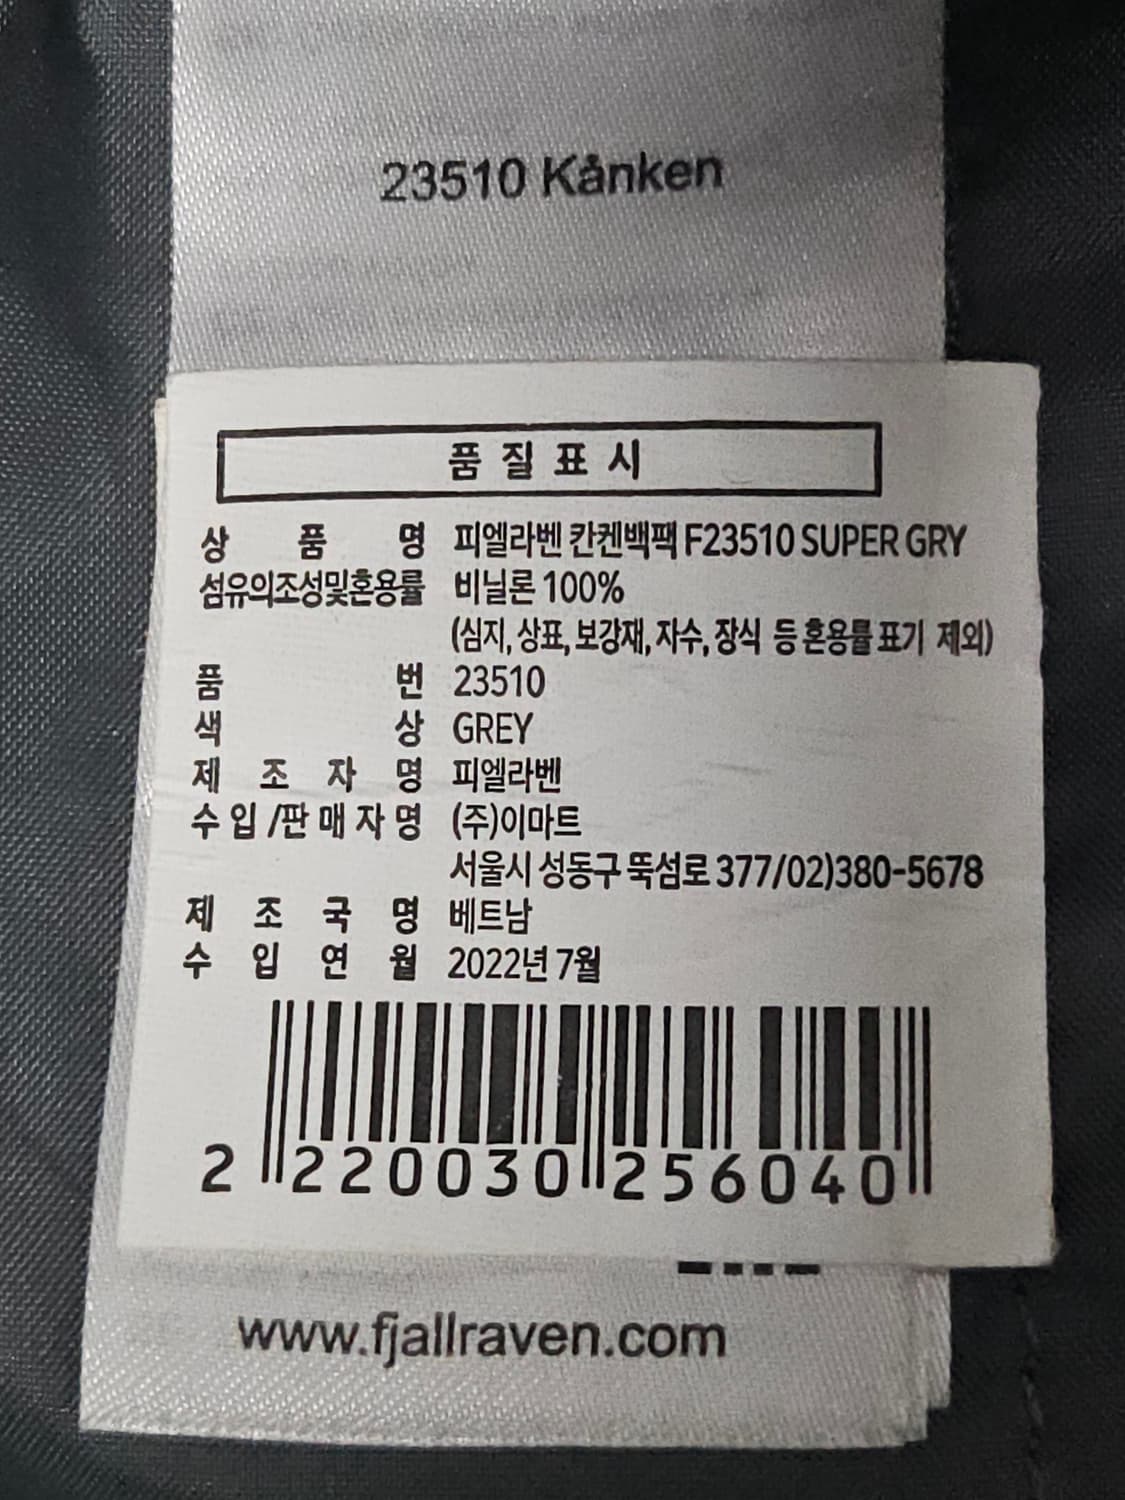 23510 Kånken
품 질 표 시
상 품 명 피엘라벤 칸켄백팩 F23510 SUPER GRY
섬유의조성및혼용률 비닐론 100%
(심지, 상표, 보강재, 자수, 장식 등 혼용률 표기 제외)
품 번 23510
색 상 GREY
제 조 자 명 피엘라벤
수 입 /판 매 자 명 (주)이마트
서울시 성동구 뚝섬로 377/02)380-5678
제 조 국 명 베트남
수 입 연 월 2022년 7월
2 220030 256040
www.fjallraven.com